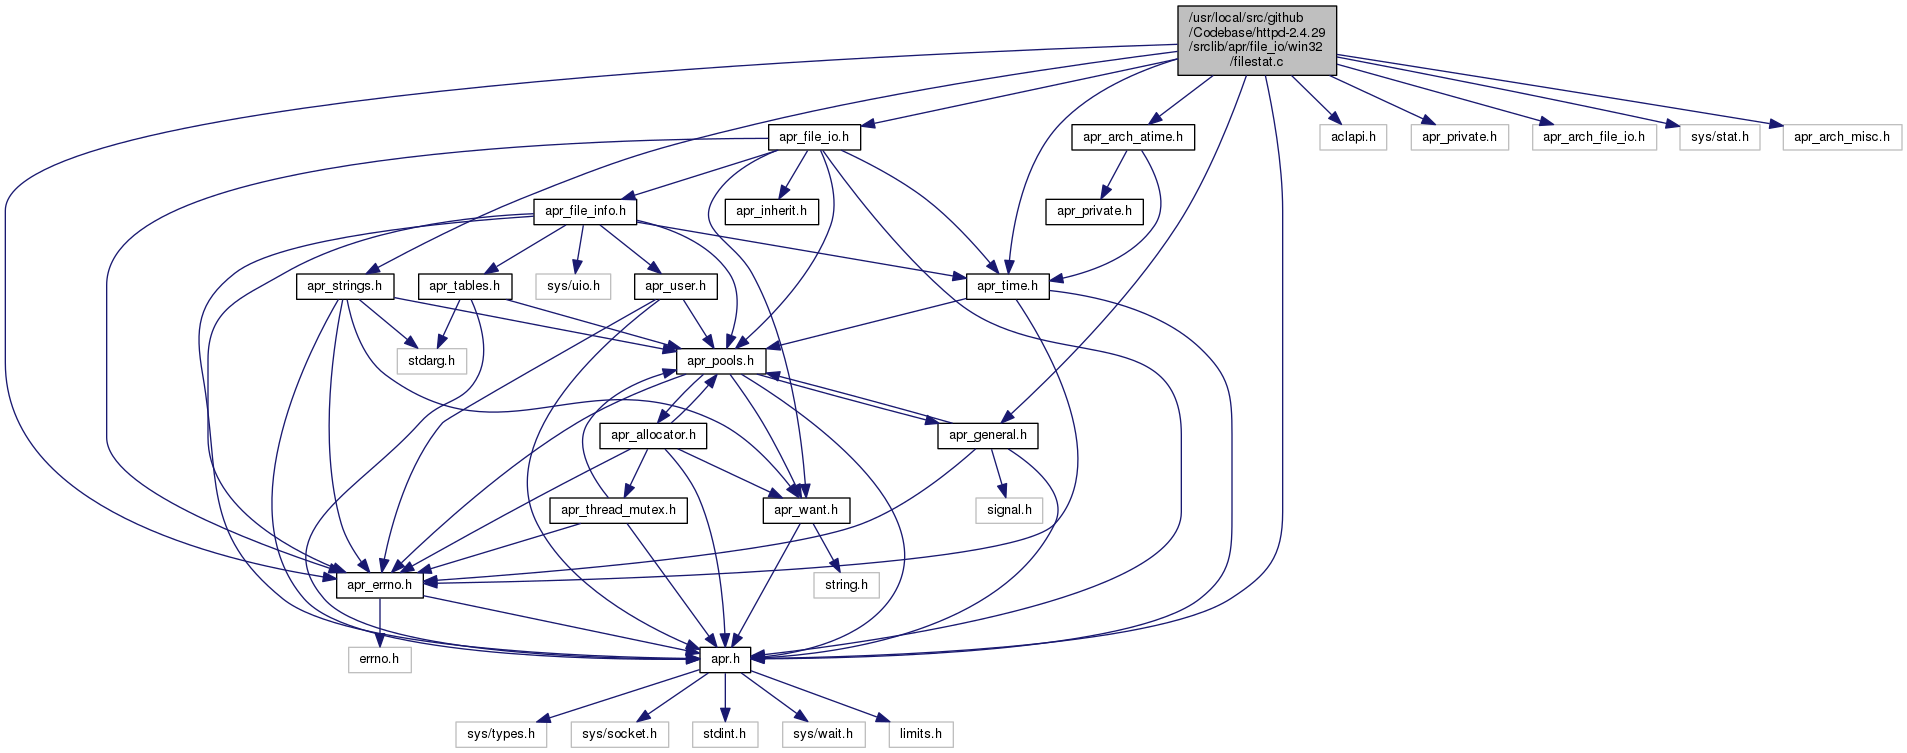 /usr/local/src/github
/Codebase/httpd-2.4.29
/srclib/apr/file_io/win32
/filestat.c
apr_file_io.h
apr_arch_atime.h
aclapi.h
apr_private.h
apr_arch_file_io.h
sys/stat.h
apr_arch_misc.h
apr_file_info.h
apr_inherit.h
apr_private.h
apr_strings.h
apr_tables.h
sys/uio.h
apr_user.h
apr_time.h
stdarg.h
apr_pools.h
apr_allocator.h
apr_general.h
apr_thread_mutex.h
apr_want.h
signal.h
apr_errno.h
string.h
errno.h
apr.h
sys/types.h
sys/socket.h
stdint.h
sys/wait.h
limits.h